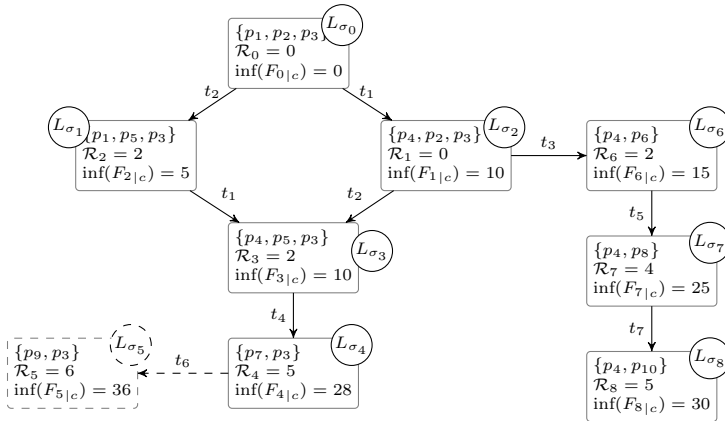 {p₁, p₂, p₃}
L_{σ₀}
ℛ₀ = 0
inf(F_{0|c}) = 0
t₂
t₁
L_{σ₁}
{p₁, p₅, p₃}
ℛ₂ = 2
inf(F_{2|c}) = 5
{p₄, p₂, p₃}
L_{σ₂}
ℛ₁ = 0
inf(F_{1|c}) = 10
t₃
{p₄, p₆}
L_{σ₆}
ℛ₆ = 2
inf(F_{6|c}) = 15
t₁
t₂
t₅
{p₄, p₅, p₃}
L_{σ₃}
ℛ₃ = 2
inf(F_{3|c}) = 10
{p₄, p₈}
L_{σ₇}
ℛ₇ = 4
inf(F_{7|c}) = 25
t₄
t₇
{p₉, p₃}
L_{σ₅}
ℛ₅ = 6
inf(F_{5|c}) = 36
t₆
{p₇, p₃}
L_{σ₄}
ℛ₄ = 5
inf(F_{4|c}) = 28
{p₄, p₁₀}
L_{σ₈}
ℛ₈ = 5
inf(F_{8|c}) = 30